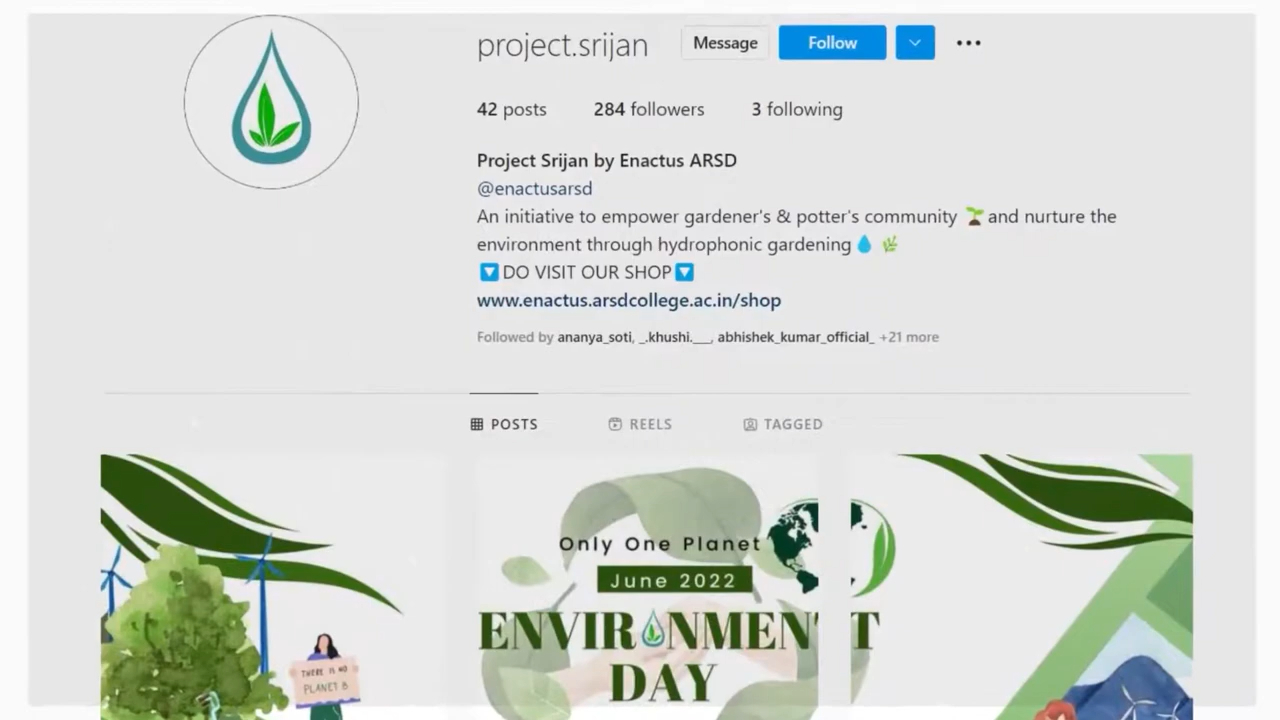 project.srijan Message Follow
42 posts 284 followers 3 following
Project Srijan by Enactus ARSD
@enactusarsd
An initiative to empower gardener's & potter's community 🌱 and nurture the
environment through hydrophonic gardening 💧 🌿
🔽 DO VISIT OUR SHOP 🔽
www.enactus.arsdcollege.ac.in/shop
Followed by ananya_soti, _.khushi.___, abhishek_kumar_official_ +21 more
POSTS REELS TAGGED
Only One Planet
June 2022
ENVIRONMENT T
DAY
THERE IS NO
PLANET B